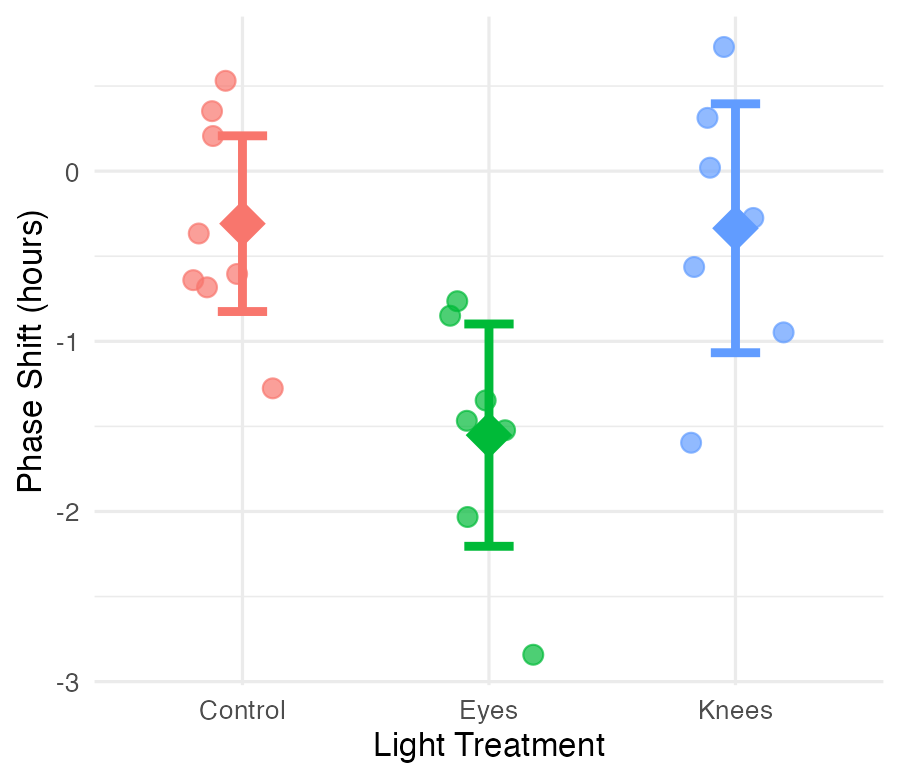 Phase Shift (hours)
0
-1
-2
-3
Control Eyes Knees
Light Treatment